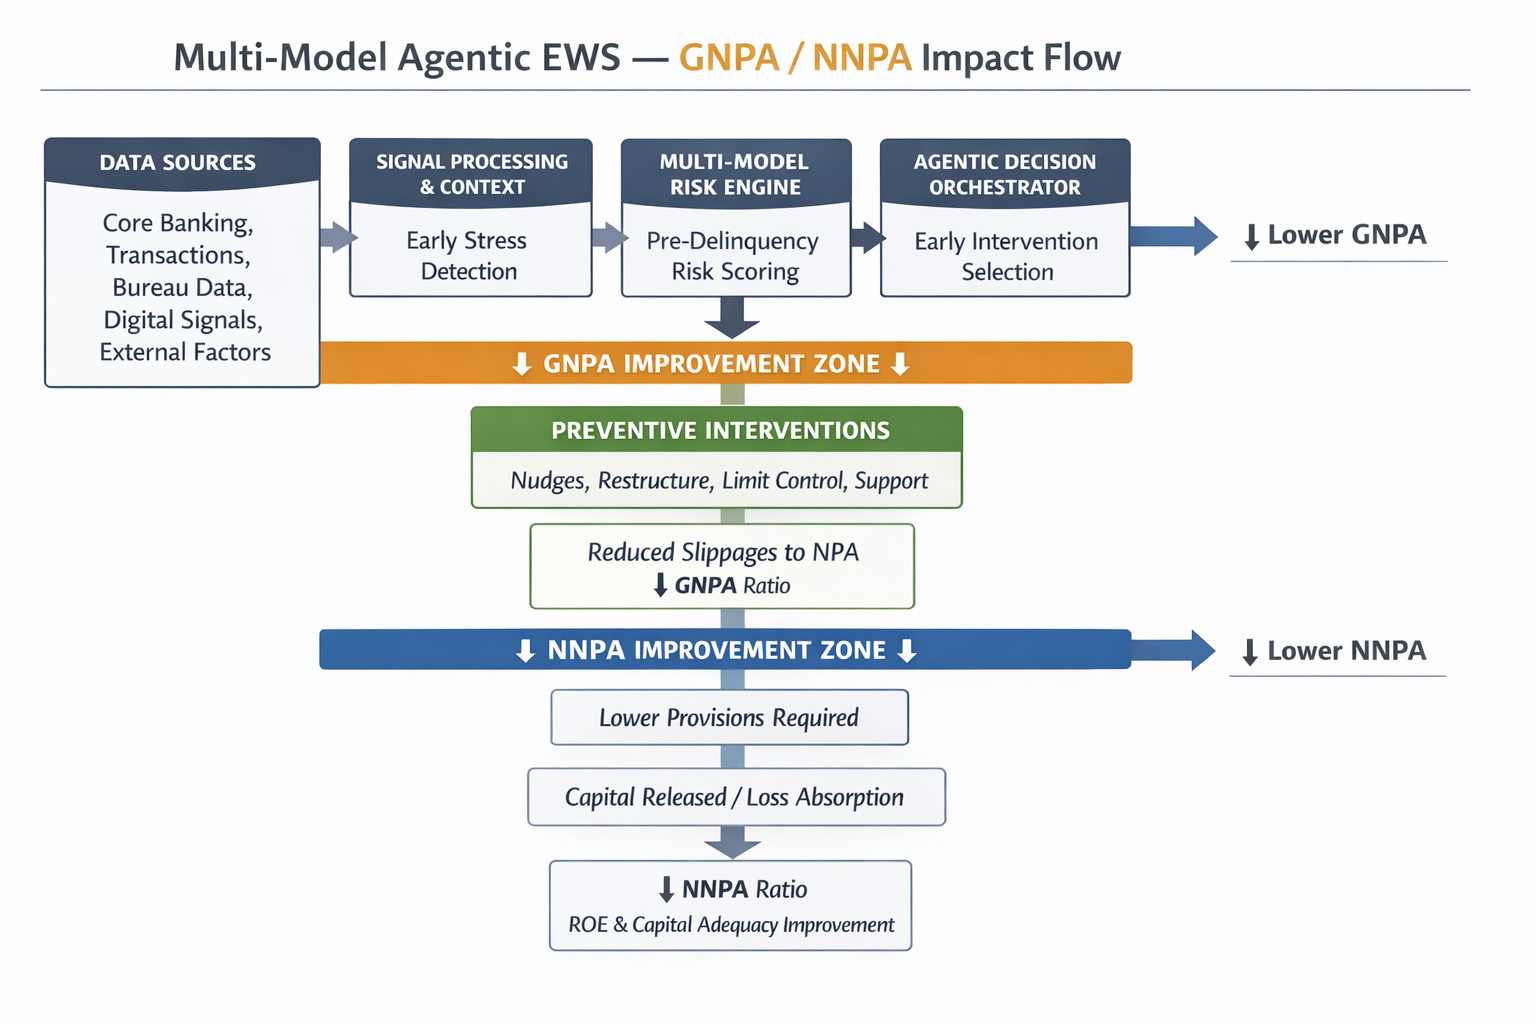 Multi-Model Agentic EWS — GNPA / NNPA Impact Flow
DATA SOURCES
Core Banking,
Transactions,
Bureau Data,
Digital Signals,
External Factors
SIGNAL PROCESSING
& CONTEXT
Early Stress
Detection
MULTI-MODEL
RISK ENGINE
Pre-Delinquency
Risk Scoring
AGENTIC DECISION
ORCHESTRATOR
Early Intervention
Selection
⬇ Lower GNPA
⬇ GNPA IMPROVEMENT ZONE ⬇
PREVENTIVE INTERVENTIONS
Nudges, Restructure, Limit Control, Support
Reduced Slippages to NPA
⬇ GNPA Ratio
⬇ NNPA IMPROVEMENT ZONE ⬇
⬇ Lower NNPA
Lower Provisions Required
Capital Released / Loss Absorption
⬇ NNPA Ratio
ROE & Capital Adequacy Improvement